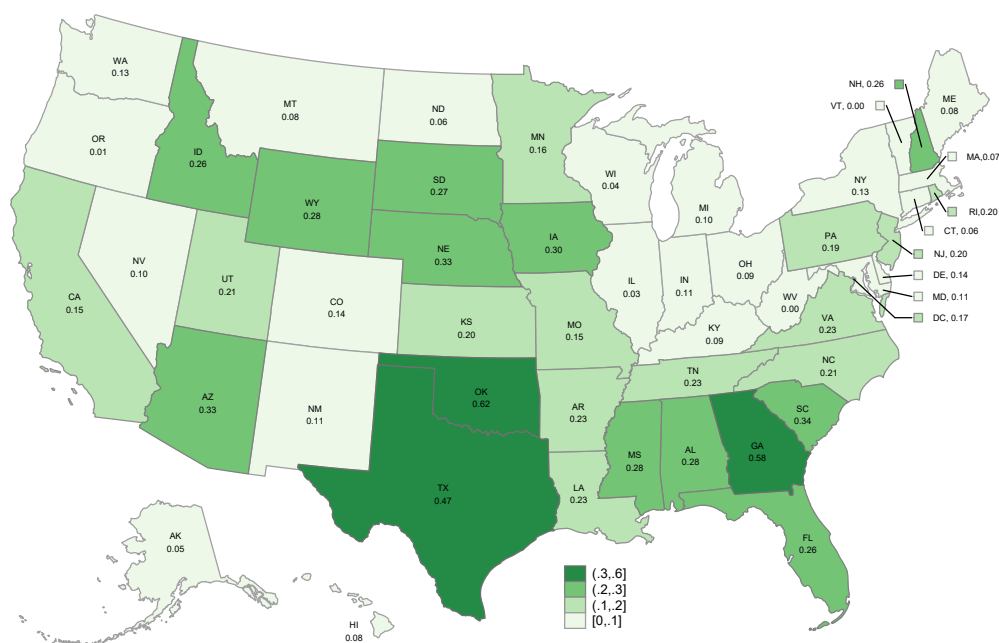 WA
0.13
OR
0.01
CA
0.15
NV
0.10
ID
0.26
MT
0.08
WY
0.28
UT
0.21
AZ
0.33
CO
0.14
NM
0.11
ND
0.06
SD
0.27
NE
0.33
KS
0.20
OK
0.62
TX
0.47
MN
0.16
IA
0.30
MO
0.15
AR
0.23
LA
0.23
WI
0.04
IL
0.03
MI
0.10
IN
0.11
OH
0.09
KY
0.09
TN
0.23
MS
0.28
AL
0.28
GA
0.58
FL
0.26
SC
0.34
NC
0.21
VA
0.23
WV
0.00
PA
0.19
NY
0.13
ME
0.08
NH, 0.26
VT, 0.00
MA,0.07
RI,0.20
CT, 0.06
NJ, 0.20
DE, 0.14
MD, 0.11
DC, 0.17
AK
0.05
HI
0.08
(.3,.6]
(.2,.3]
(.1,.2]
[0,.1]